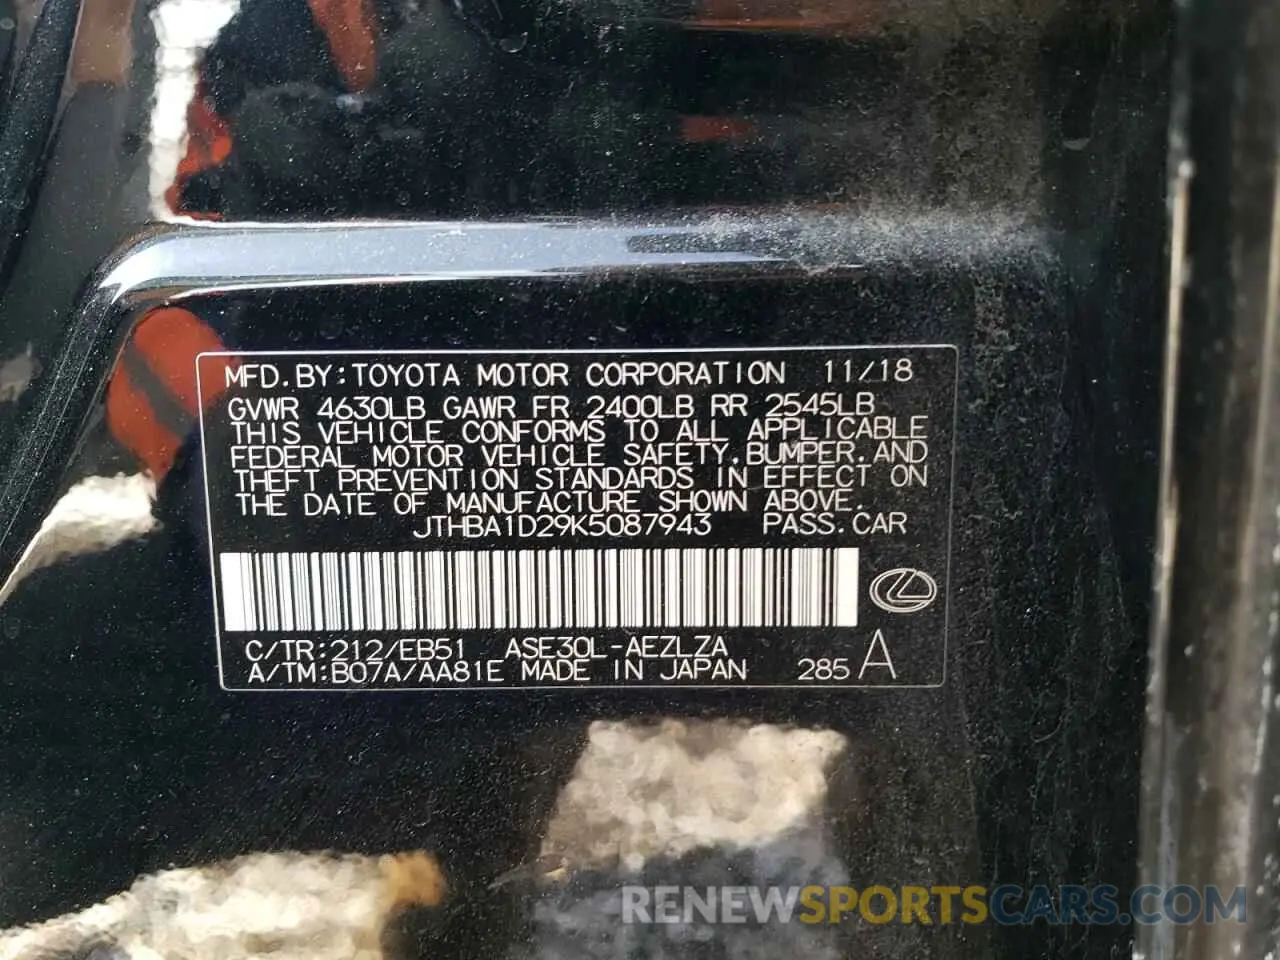 MFD.BY:TOYOTA MOTOR CORPORATION 11/18
GVWR 4630LB GAWR FR 2400LB RR 2545LB
THIS VEHICLE CONFORMS TO ALL APPLICABLE
FEDERAL MOTOR VEHICLE SAFETY,BUMPER,AND
THEFT PREVENTION STANDARDS IN EFFECT ON
THE DATE OF MANUFACTURE SHOWN ABOVE.
JTHBA1D29K5087943 PASS.CAR
C/TR:212/EB51 ASE30L-AEZLZA
A/TM:B07A/AA81E MADE IN JAPAN 285 A
RENEWSPORTSCARS.COM